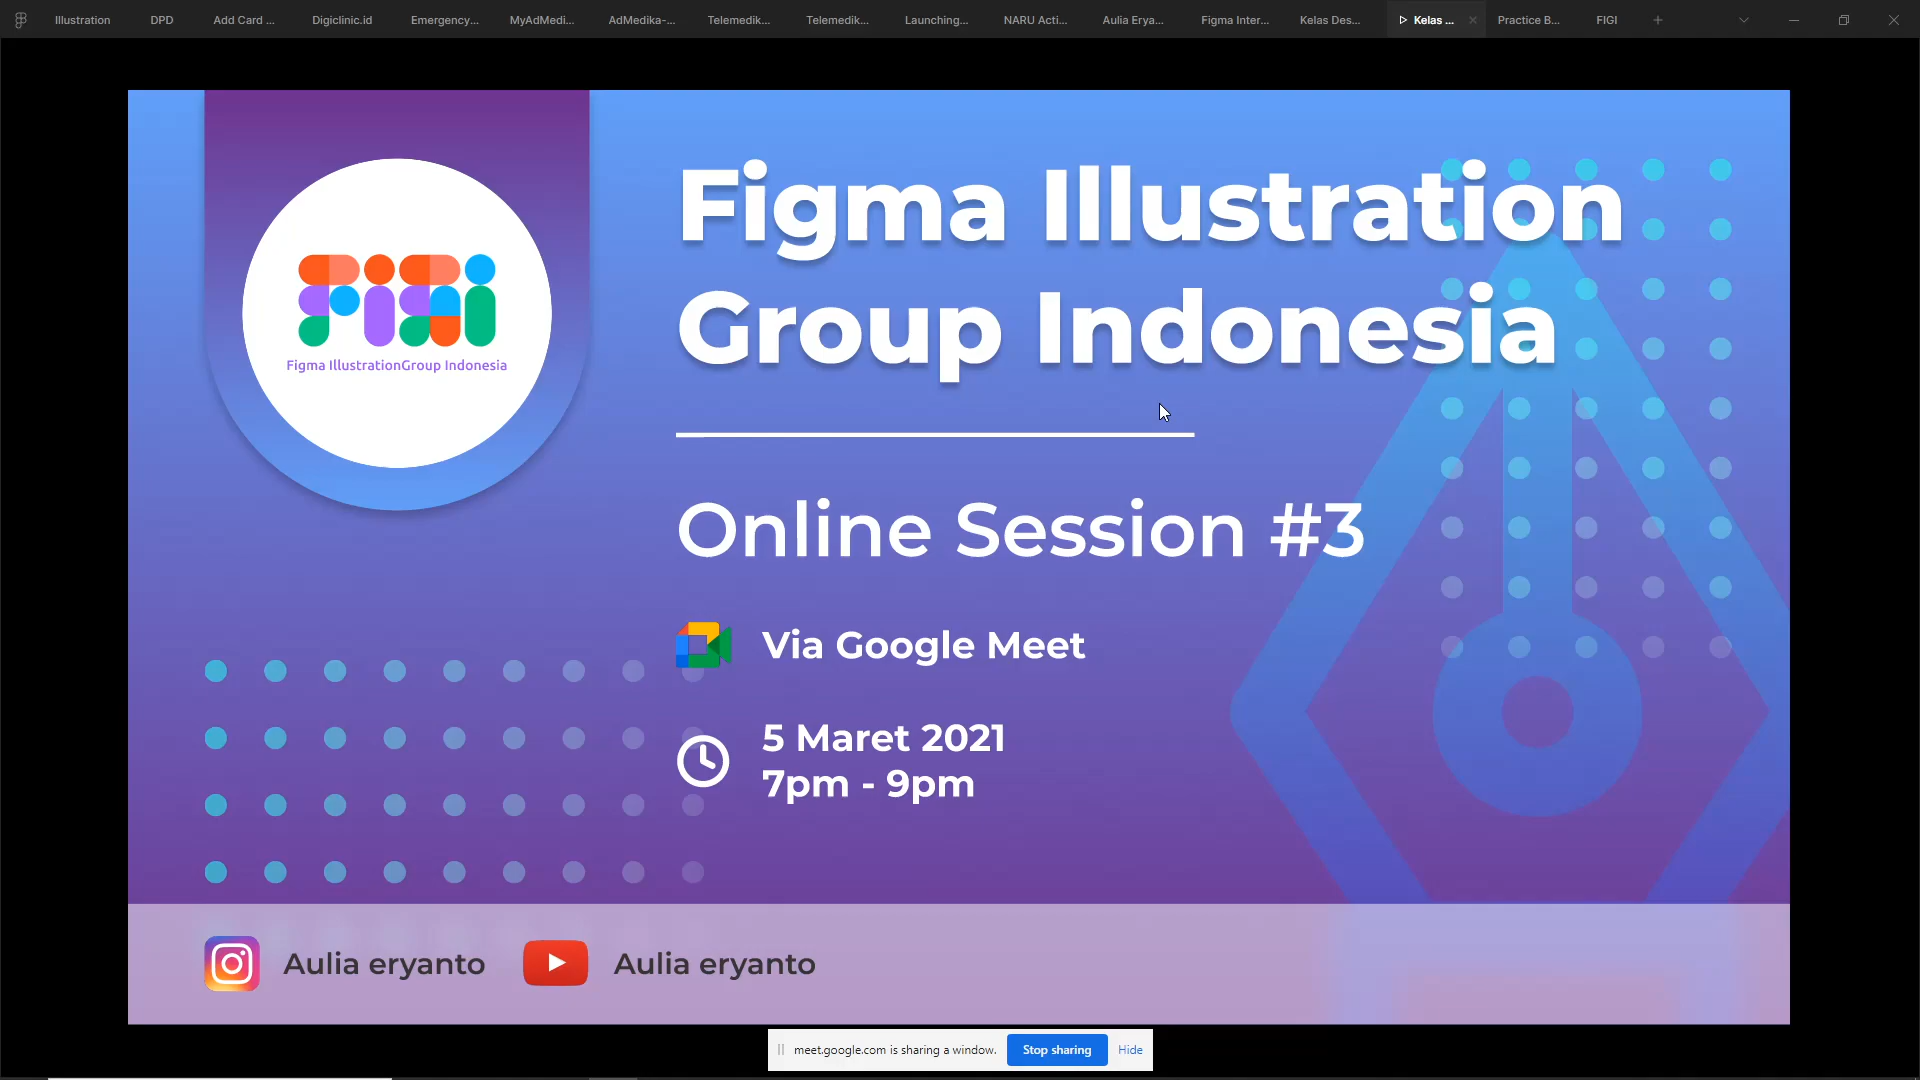 Illustration
DPD
Add Card ...
Digiclinic.id
Emergency...
MyAdMedi...
AdMedika-...
Telemedik...
Telemedik...
Launching...
NARU Acti...
Aulia Erya...
Figma Inter...
Kelas Des...
Kelas ...
Practice B...
FIGI
Figma IllustrationGroup Indonesia
Figma Illustration
Group Indonesia
Online Session #3
Via Google Meet
5 Maret 2021
7pm - 9pm
Aulia eryanto
Aulia eryanto
meet.google.com is sharing a window.
Stop sharing
Hide